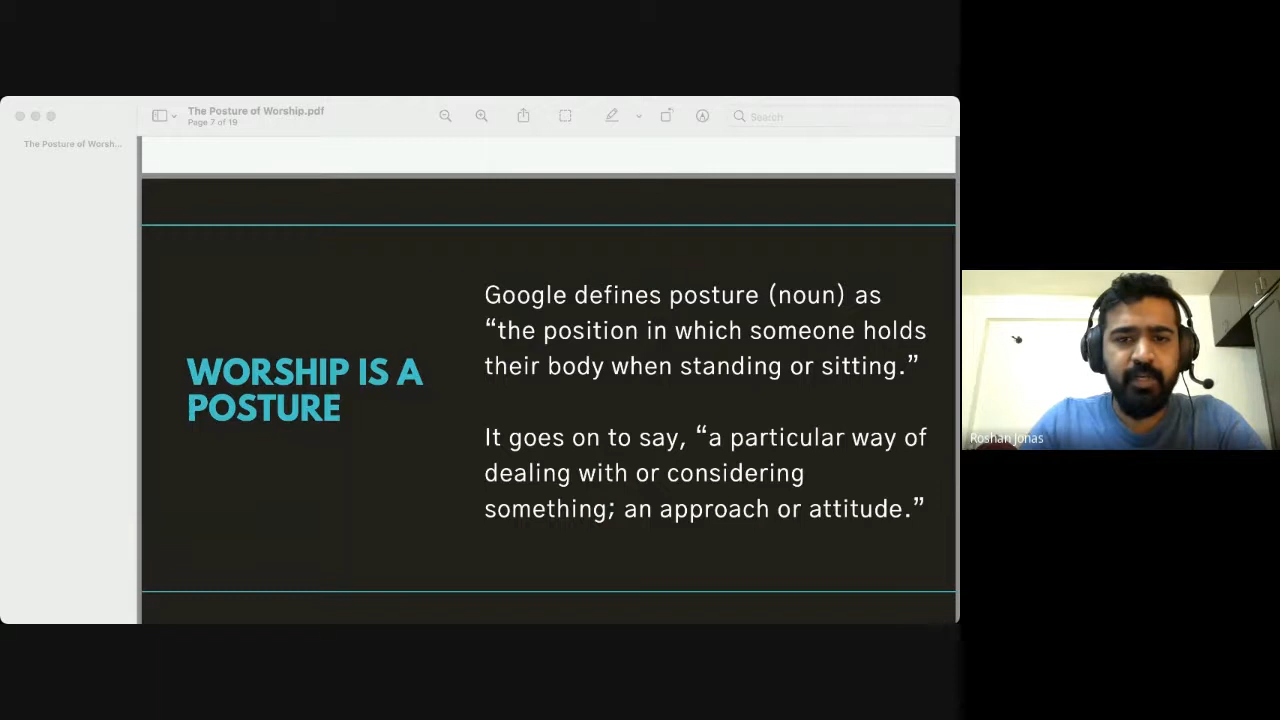 The Posture of Worship.pdf
Page 7 of 19
Search
The Posture of Worsh...
WORSHIP IS A
POSTURE
Google defines posture (noun) as
“the position in which someone holds
their body when standing or sitting.”
It goes on to say, “a particular way of
dealing with or considering
something; an approach or attitude.”
Roshan Jonas